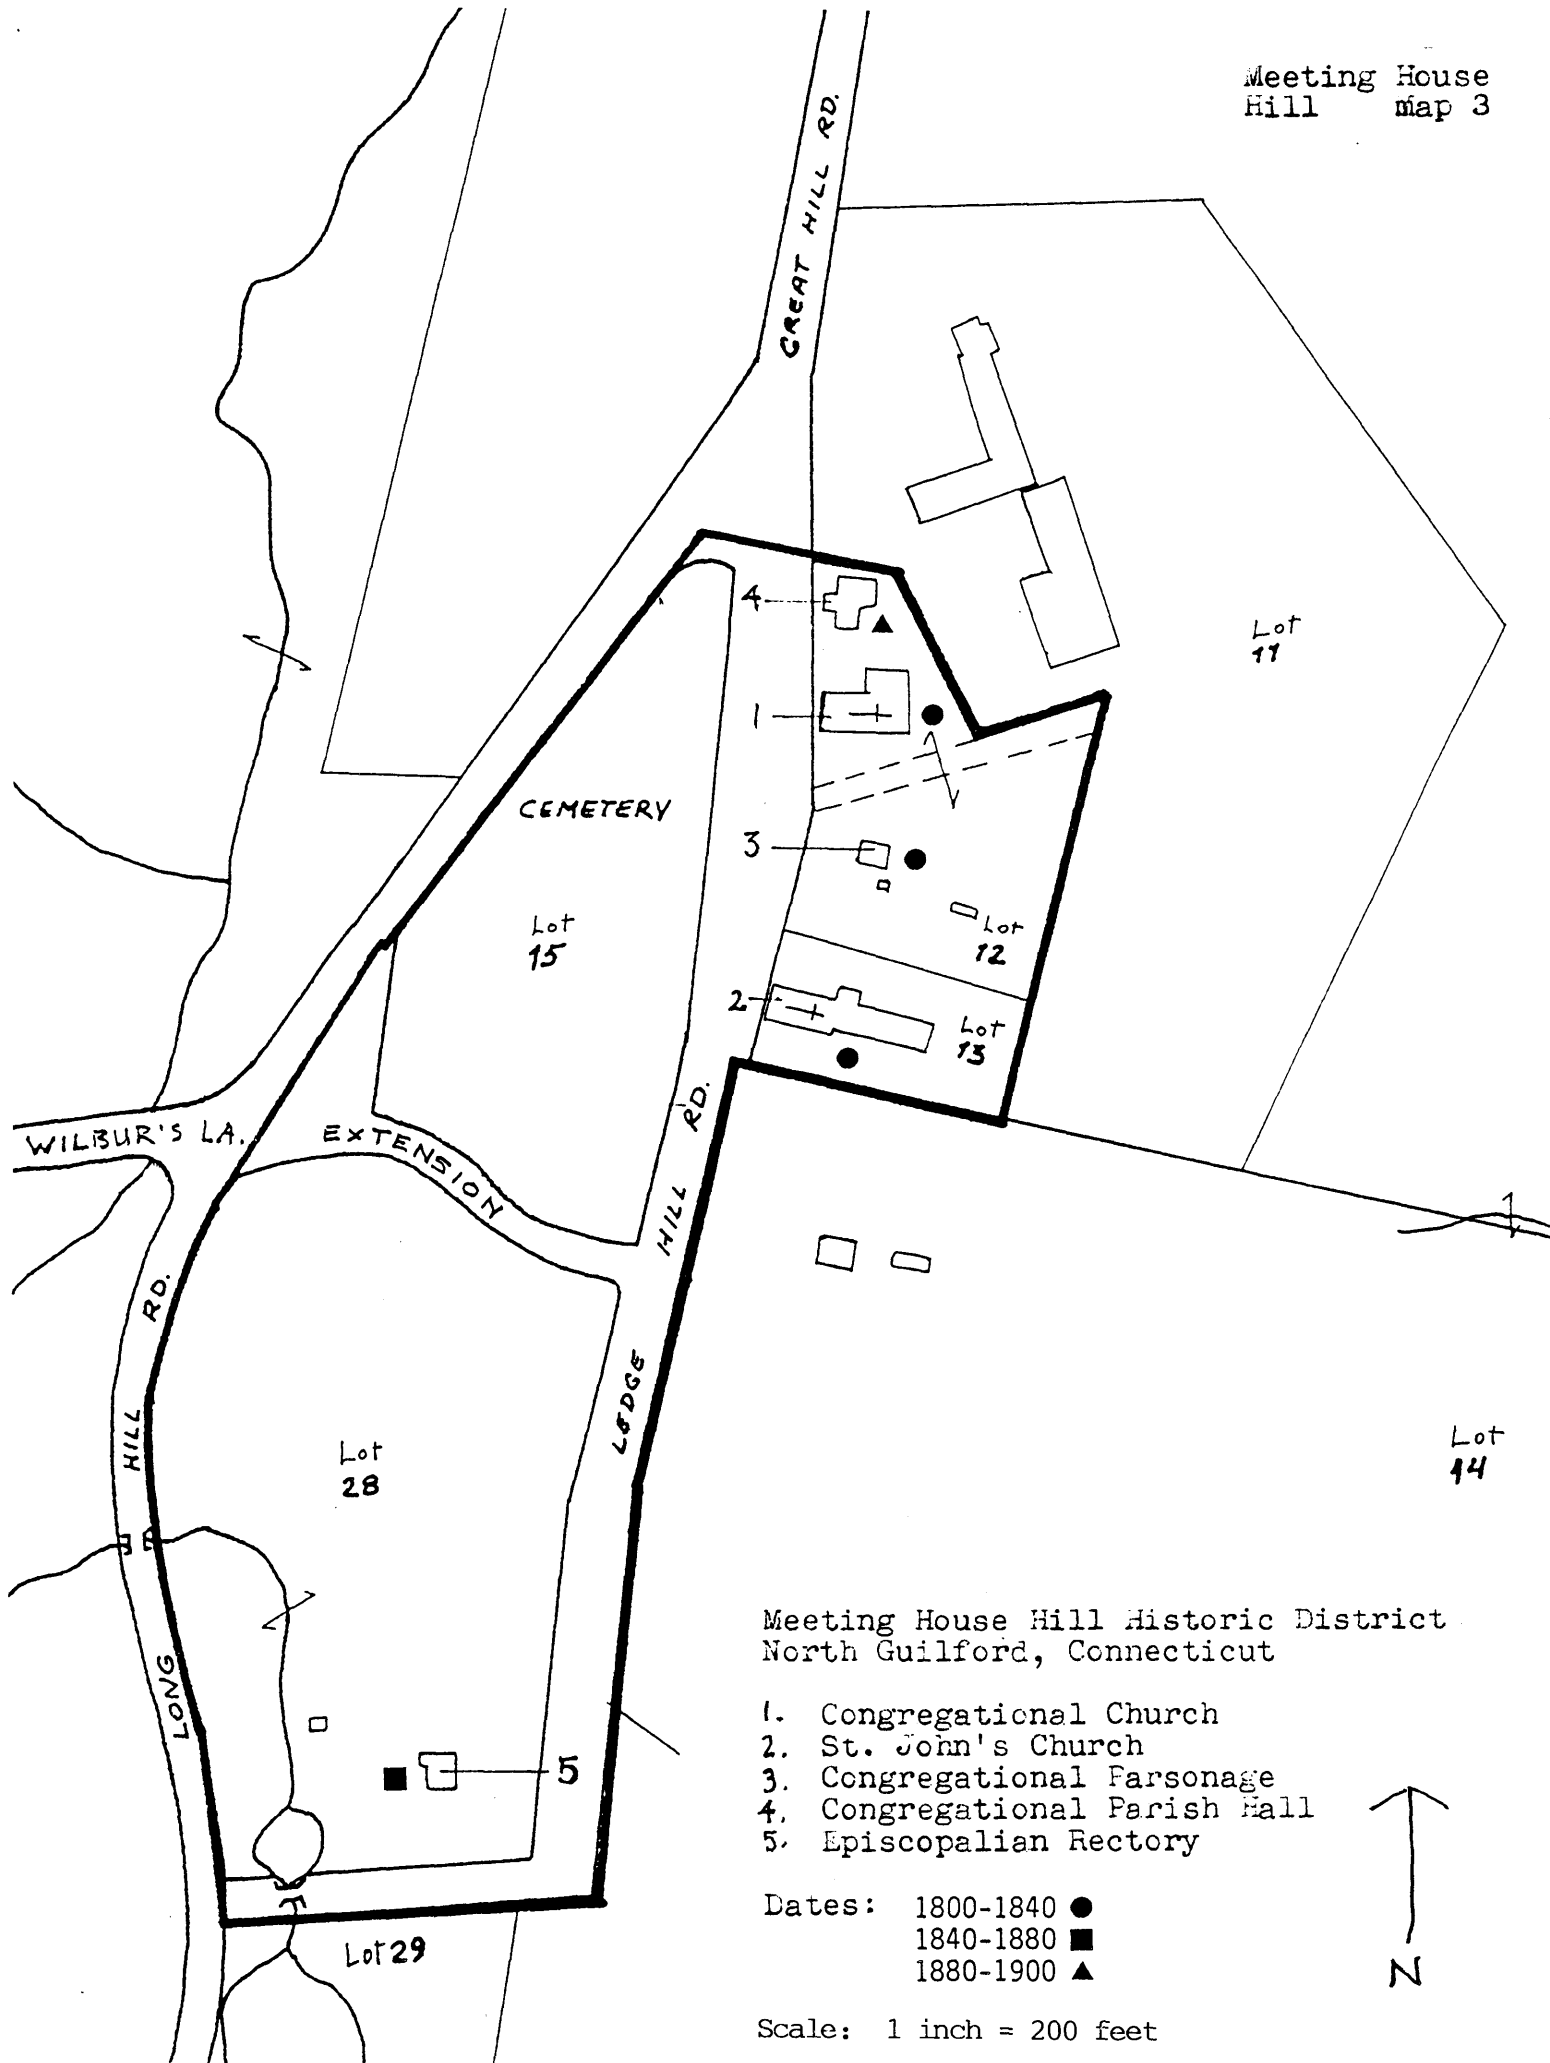 Meeting House
Hill map 3
GREAT HILL RD.
Lot
11
4
1
CEMETERY
3
Lot
15
Lot
12
2
Lot
13
WILBUR'S LA.
EXTENSION
LEDGE HILL RD.
LONG HILL RD.
Lot
28
Lot
14
5
Lot 29
Meeting House Hill Historic District
North Guilford, Connecticut
1. Congregational Church
2. St. John's Church
3. Congregational Parsonage
4. Congregational Parish Hall
5. Episcopalian Rectory
Dates: 1800-1840 ●
1840-1880 ■
1880-1900 ▲
N
Scale: 1 inch = 200 feet